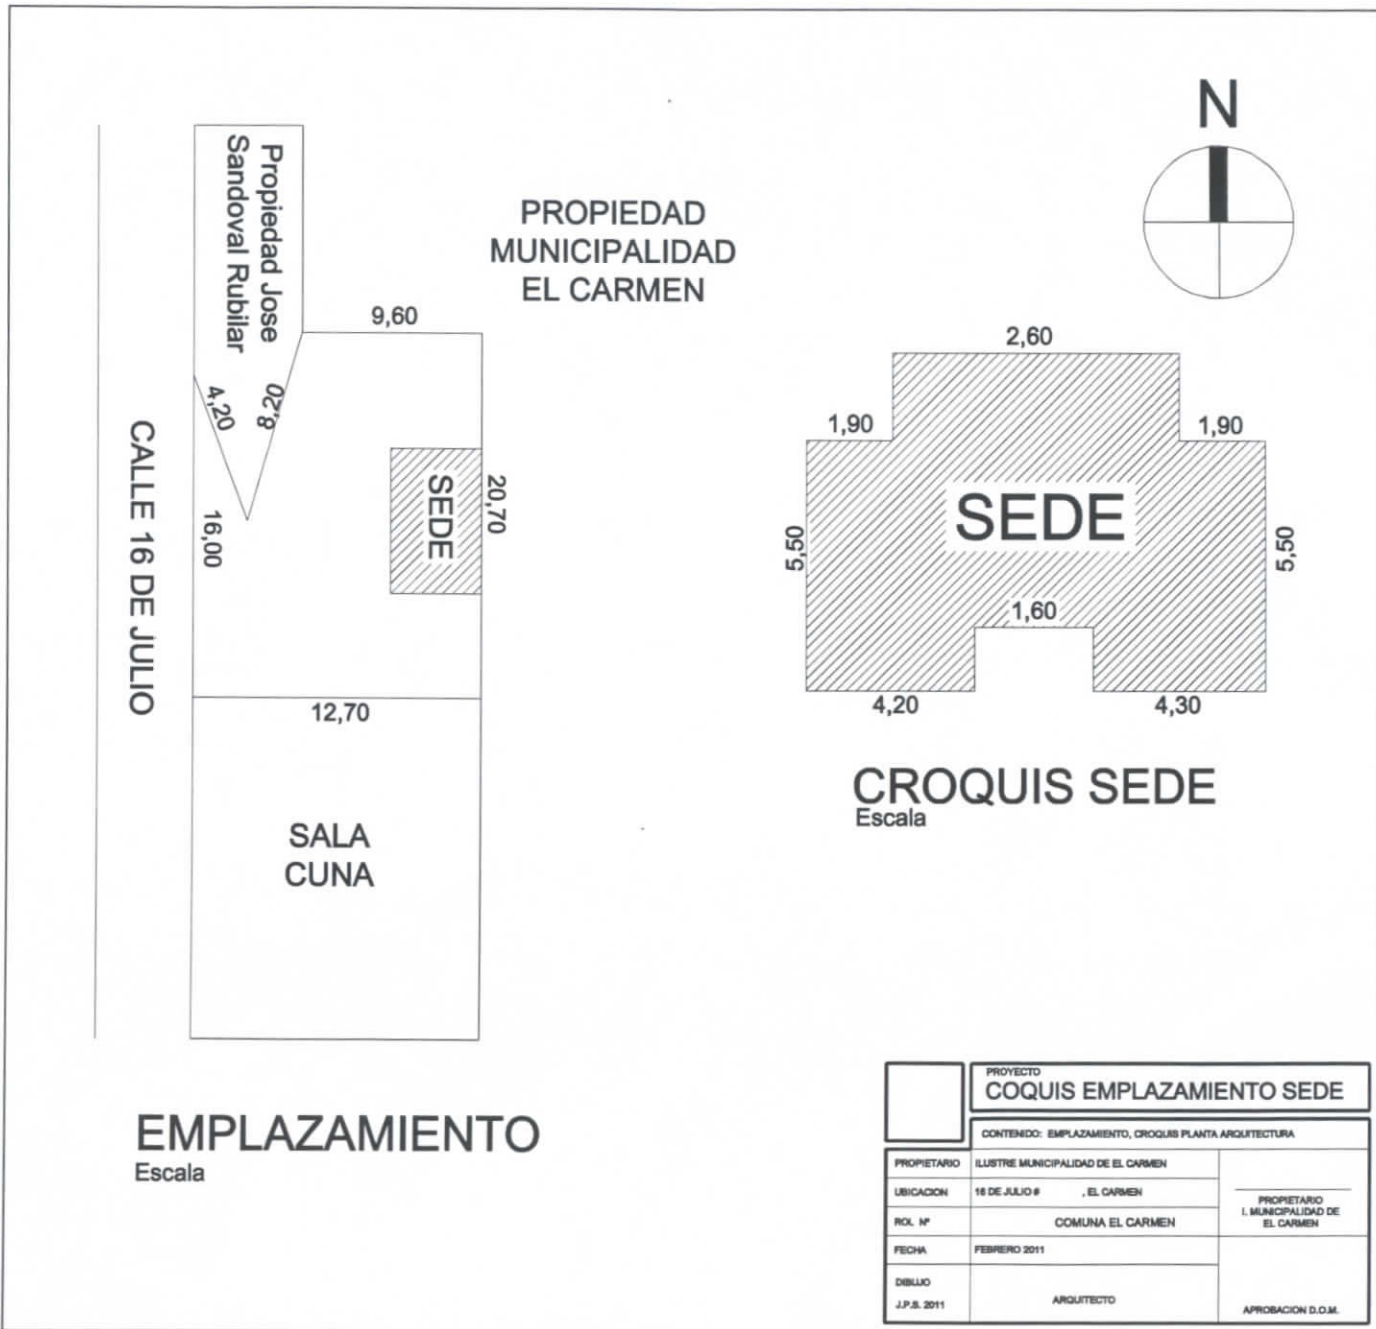 N
Propiedad Jose
Sandoval Rubilar
PROPIEDAD
MUNICIPALIDAD
EL CARMEN
9,60
4,20
8,20
CALLE 16 DE JULIO
16,00
SEDE
20,70
12,70
SALA
CUNA
EMPLAZAMIENTO
Escala
2,60
1,90
1,90
SEDE
5,50
5,50
1,60
4,20
4,30
CROQUIS SEDE
Escala
PROYECTO
COQUIS EMPLAZAMIENTO SEDE
CONTENIDO: EMPLAZAMIENTO, CROQUIS PLANTA ARQUITECTURA
PROPIETARIO ILUSTRE MUNICIPALIDAD DE EL CARMEN
UBICACION 16 DE JULIO # , EL CARMEN
ROL Nº COMUNA EL CARMEN
FECHA FEBRERO 2011
DIBUJO
J.P.S. 2011
ARQUITECTO
PROPIETARIO
I. MUNICIPALIDAD DE
EL CARMEN
APROBACION D.O.M.